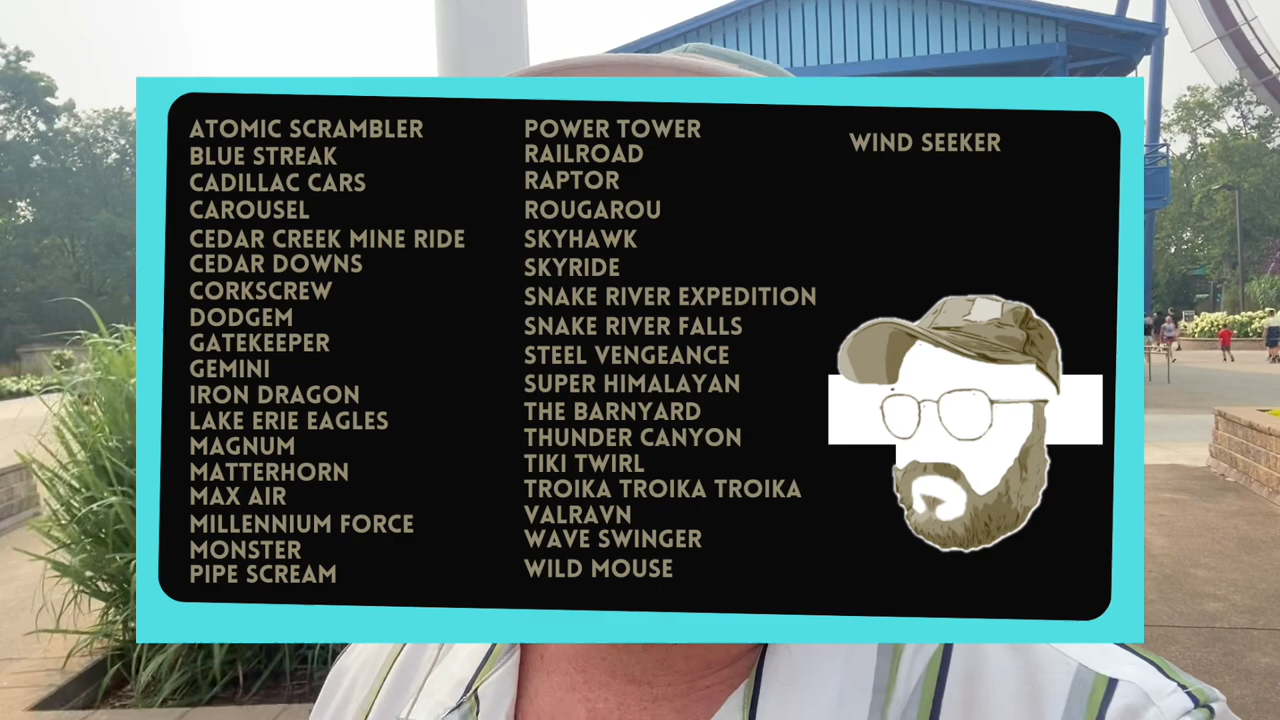 ATOMIC SCRAMBLER
BLUE STREAK
CADILLAC CARS
CAROUSEL
CEDAR CREEK MINE RIDE
CEDAR DOWNS
CORKSCREW
DODGEM
GATEKEEPER
GEMINI
IRON DRAGON
LAKE ERIE EAGLES
MAGNUM
MATTERHORN
MAX AIR
MILLENNIUM FORCE
MONSTER
PIPE SCREAM
POWER TOWER
RAILROAD
RAPTOR
ROUGAROU
SKYHAWK
SKYRIDE
SNAKE RIVER EXPEDITION
SNAKE RIVER FALLS
STEEL VENGEANCE
SUPER HIMALAYAN
THE BARNYARD
THUNDER CANYON
TIKI TWIRL
TROIKA TROIKA TROIKA
VALRAVN
WAVE SWINGER
WILD MOUSE
WIND SEEKER